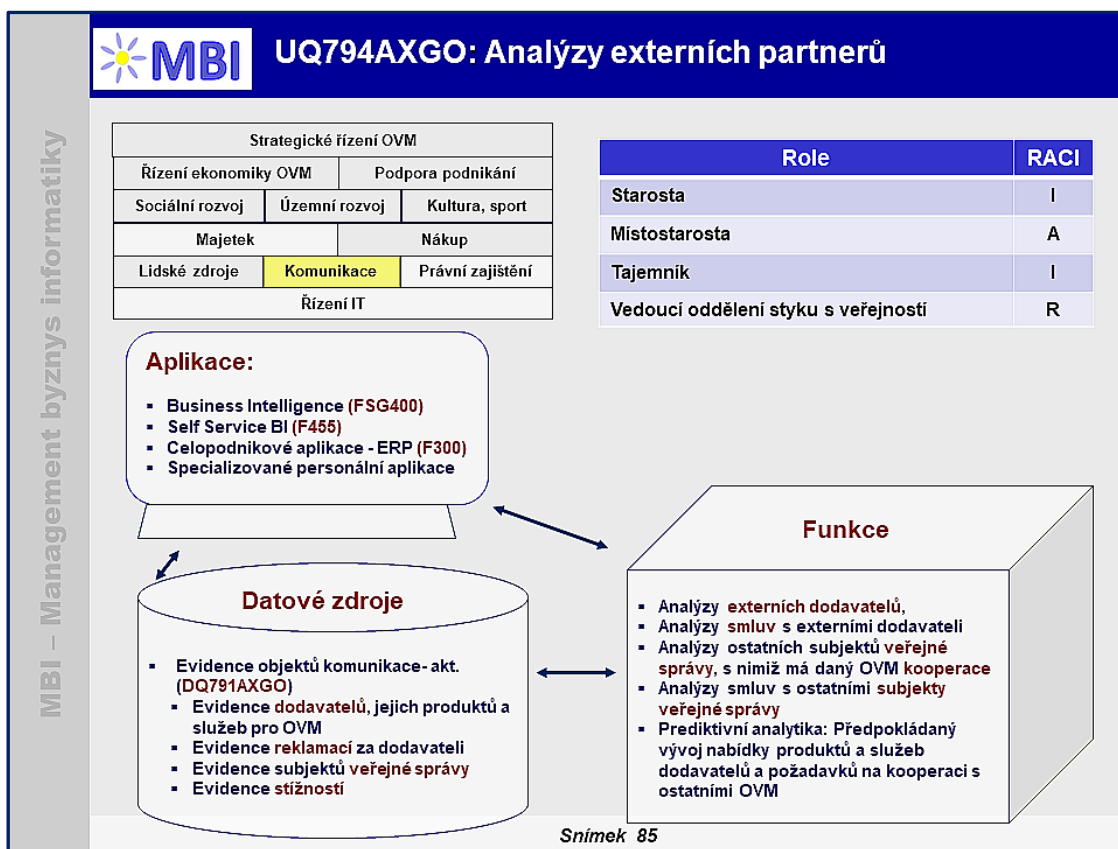 MBI
UQ794AXGO: Analýzy externích partnerů
MBI – Management byznys informatiky
Strategické řízení OVM
Řízení ekonomiky OVM
Podpora podnikání
Sociální rozvoj
Územní rozvoj
Kultura, sport
Majetek
Nákup
Lidské zdroje
Komunikace
Právní zajištění
Řízení IT
Role RACI
Starosta I
Místostarosta A
Tajemník I
Vedoucí oddělení styku s veřejností R
Aplikace:
▪ Business Intelligence (FSG400)
▪ Self Service BI (F455)
▪ Celopodnikové aplikace - ERP (F300)
▪ Specializované personální aplikace
Datové zdroje
▪ Evidence objektů komunikace- akt.
(DQ791AXGO)
▪ Evidence dodavatelů, jejich produktů a
služeb pro OVM
▪ Evidence reklamací za dodavateli
▪ Evidence subjektů veřejné správy
▪ Evidence stížností
Funkce
▪ Analýzy externích dodavatelů,
▪ Analýzy smluv s externími dodavateli
▪ Analýzy ostatních subjektů veřejné
správy, s nimiž má daný OVM kooperace
▪ Analýzy smluv s ostatními subjekty
veřejné správy
▪ Prediktivní analytika: Předpokládaný
vývoj nabídky produktů a služeb
dodavatelů a požadavků na kooperaci s
ostatními OVM
Snímek 85